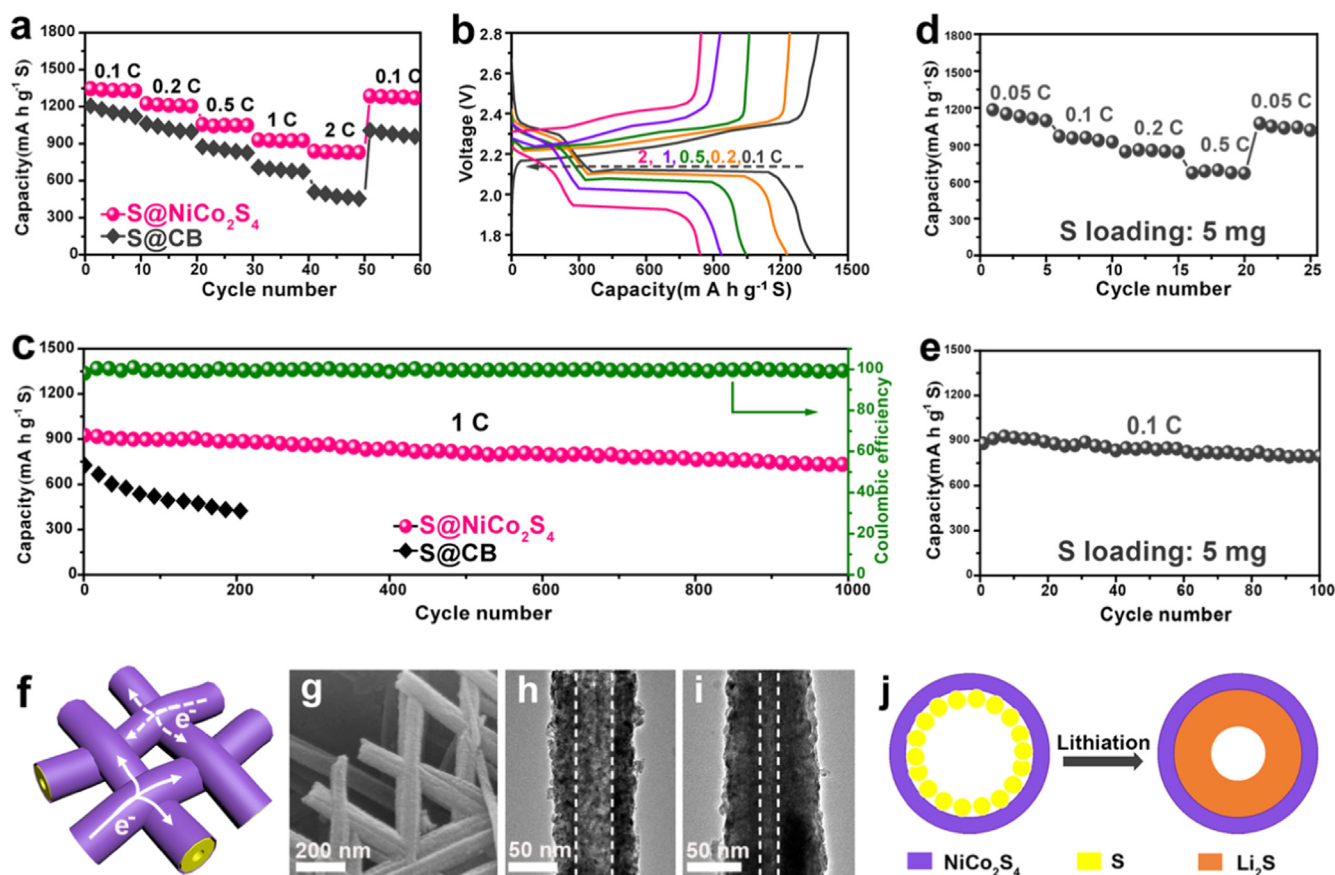 a
1800
1500
1200
900
600
300
0
0 10 20 30 40 50 60
Capacity(mA h g⁻¹ S)
Cycle number
0.1 C
0.2 C
0.5 C
1 C
2 C
0.1 C
S@NiCo₂S₄
S@CB
b
2.8
2.6
2.4
2.2
2.0
1.8
0 300 600 900 1200 1500
Voltage (V)
Capacity(m A h g⁻¹ S)
2, 1, 0.5, 0.2, 0.1 C
d
1800
1500
1200
900
600
300
0
0 5 10 15 20 25
Capacity(mA h g⁻¹S)
Cycle number
0.05 C
0.1 C
0.2 C
0.5 C
0.05 C
S loading: 5 mg
c
1500
1200
900
600
300
0
0 200 400 600 800 1000
Capacity (mA h g⁻¹ S)
Cycle number
1 C
S@NiCo₂S₄
S@CB
100
80
60
40
20
0
Coulombic efficiency
e
1500
1200
900
600
300
0
0 20 40 60 80 100
Capacity(mA h g⁻¹ S)
Cycle number
0.1 C
S loading: 5 mg
f
e⁻
e⁻
g
200 nm
h
50 nm
i
50 nm
j
Lithiation
NiCo₂S₄
S
Li₂S